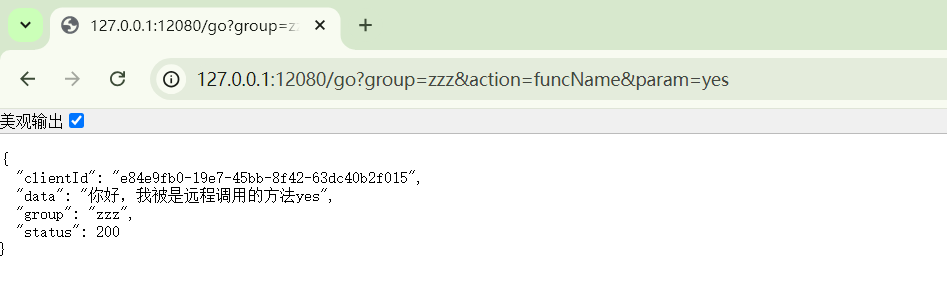 127.0.0.1:12080/go?group=zz
127.0.0.1:12080/go?group=zzz&action=funcName&param=yes
美观输出
{
"clientId": "e84e9fb0-19e7-45bb-8f42-63dc40b2f015",
"data": "你好，我被是远程调用的方法yes",
"group": "zzz",
"status": 200
}